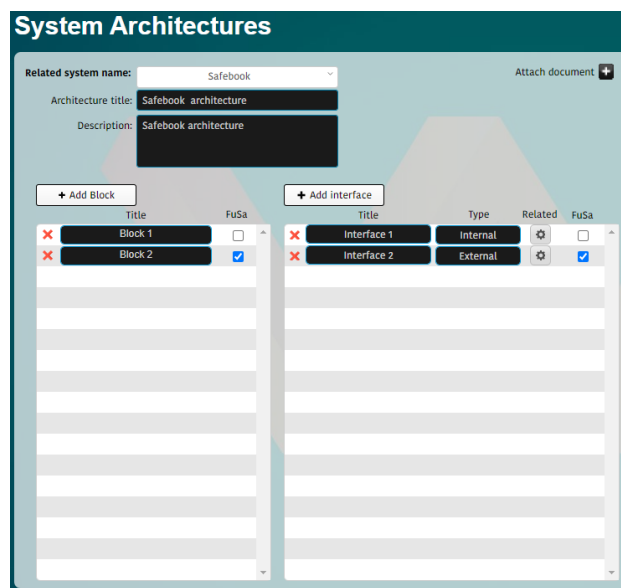 System Architectures
Related system name: Safebook Attach document
Architecture title: Safebook architecture
Description: Safebook architecture
+ Add Block + Add interface
Title FuSa Title Type Related FuSa
Block 1 Interface 1 Internal
Block 2 Interface 2 External